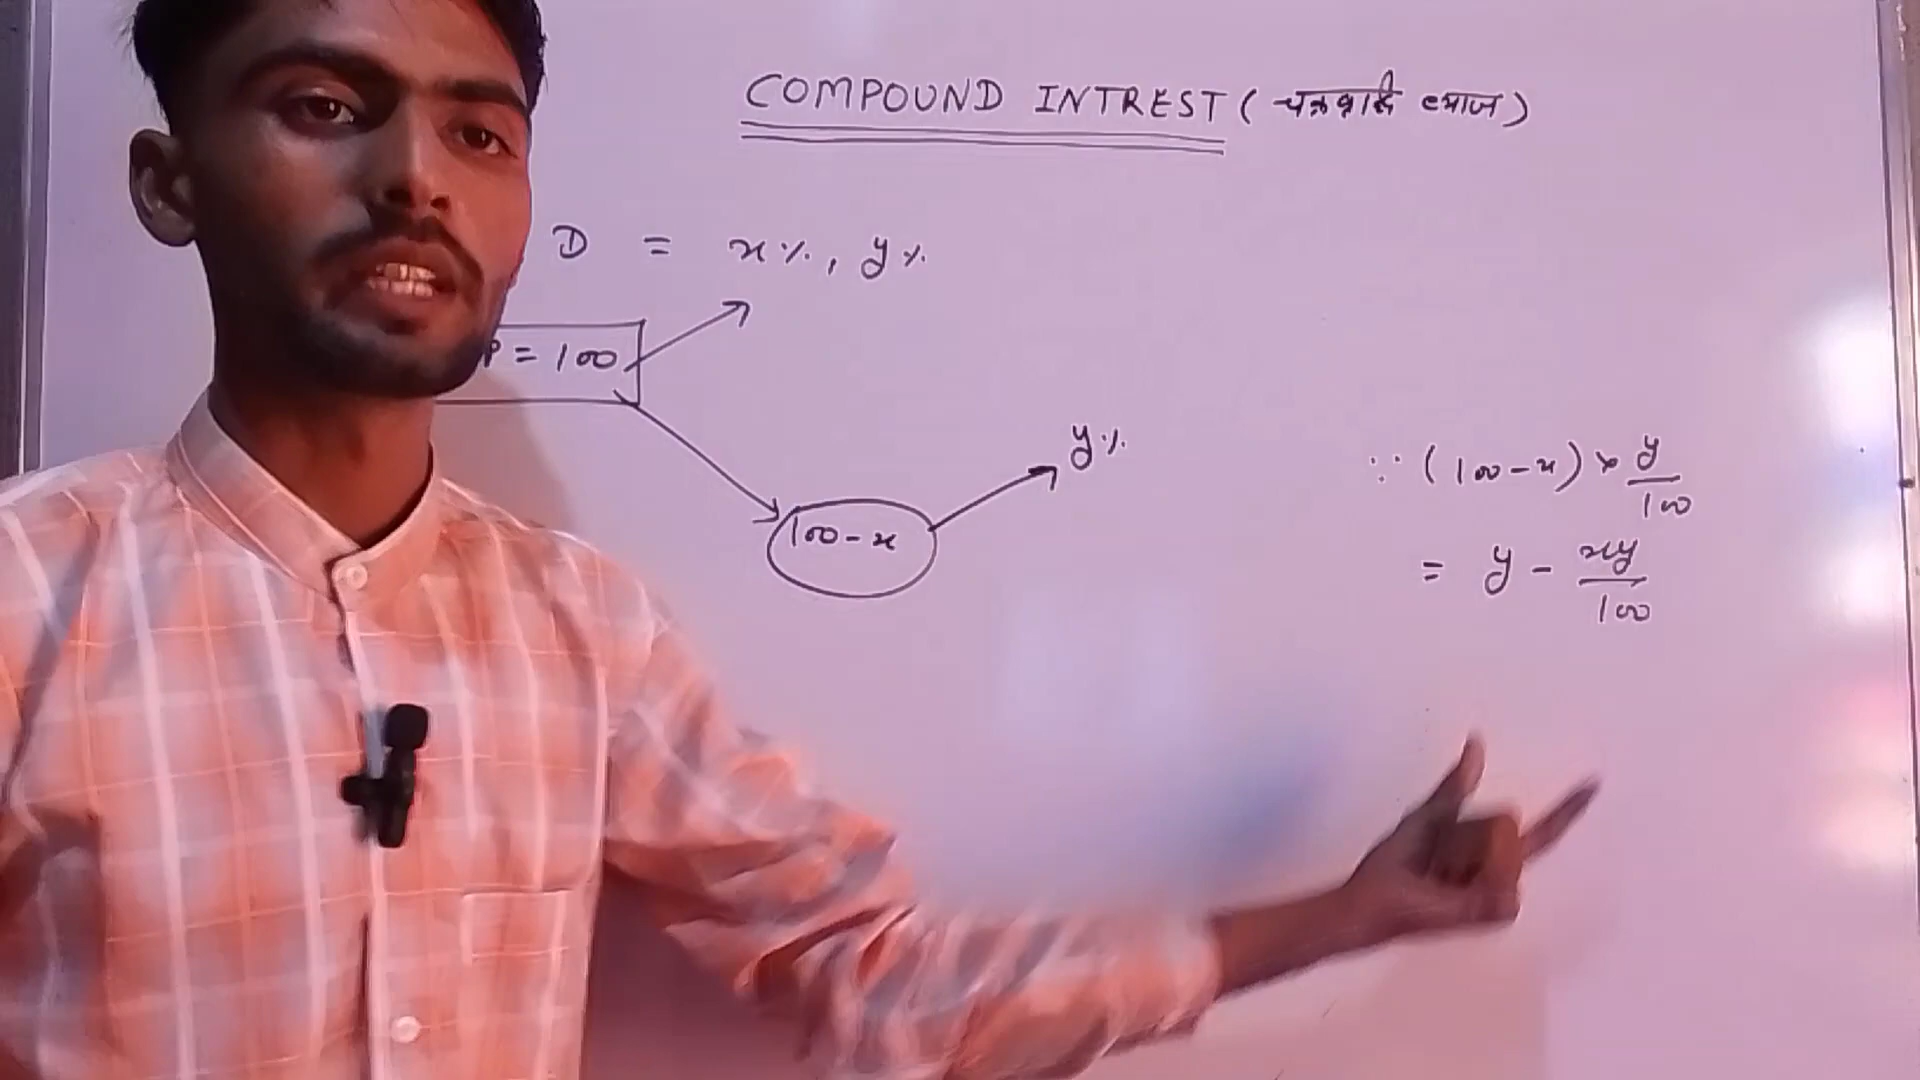 COMPOUND INTREST ( चक्रवृद्धि ब्याज )
D = x%, y%
P = 100
y%
100 - x
∵ (100 - x) × y/100
= y - xy/100